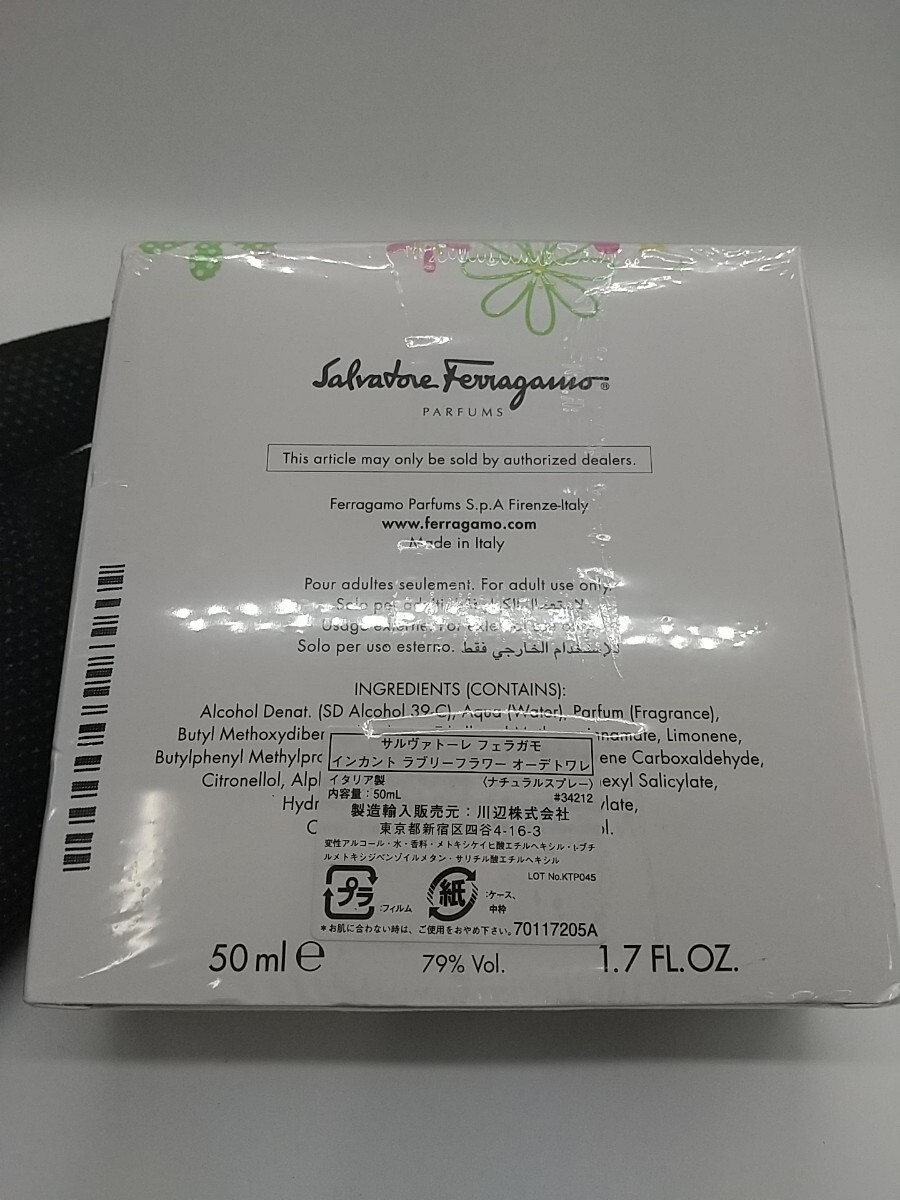 Salvatore Ferragamo®
PARFUMS
This article may only be sold by authorized dealers.
Ferragamo Parfums S.p.A Firenze-Italy
www.ferragamo.com
Made in Italy
Pour adultes seulement. For adult use only.
Solo per
Usage externe. For
Solo per uso esterno. للإستخدام الخارجي فقط
INGREDIENTS (CONTAINS):
Alcohol Denat. (SD Alcohol 39-C), Aqua (Water), Parfum (Fragrance),
Butyl Limonene,
Butylphenyl Carboxaldehyde,
Citronellol, Salicylate,
サルヴァトーレ フェラガモ
インカント ラブリーフラワー オーデトワレ
イタリア製 〈ナチュラルスプレー〉
内容量：50mL #34212
製造輸入販売元：川辺株式会社
東京都新宿区四谷4-16-3
変性アルコール・水・香料・メトキシケイヒ酸エチルヘキシル・t-ブチ
ルメトキシジベンゾイルメタン・サリチル酸エチルヘキシル
LOT No.KTP045
プラ :フィルム 紙 :ケース、
中枠
*お肌に合わない時は、ご使用をおやめ下さい。70117205A
50 ml e 79% Vol. 1.7 FL.OZ.